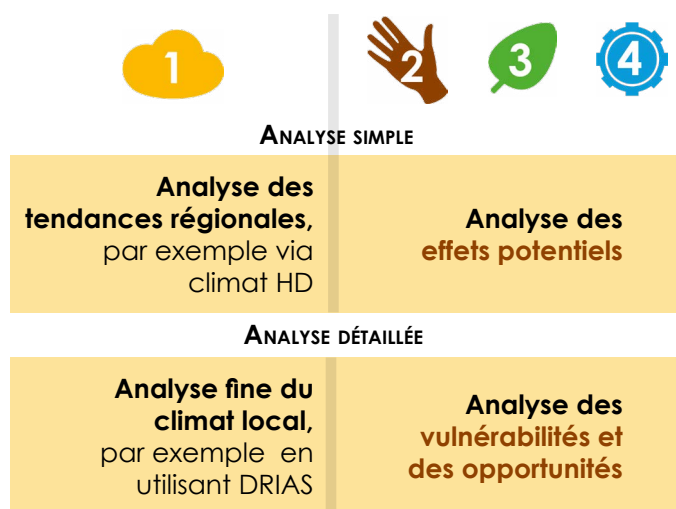 1
2
3
4
ANALYSE SIMPLE
Analyse des
tendances régionales,
par exemple via
climat HD
Analyse des
effets potentiels
ANALYSE DÉTAILLÉE
Analyse fine du
climat local,
par exemple en
utilisant DRIAS
Analyse des
vulnérabilités et
des opportunités